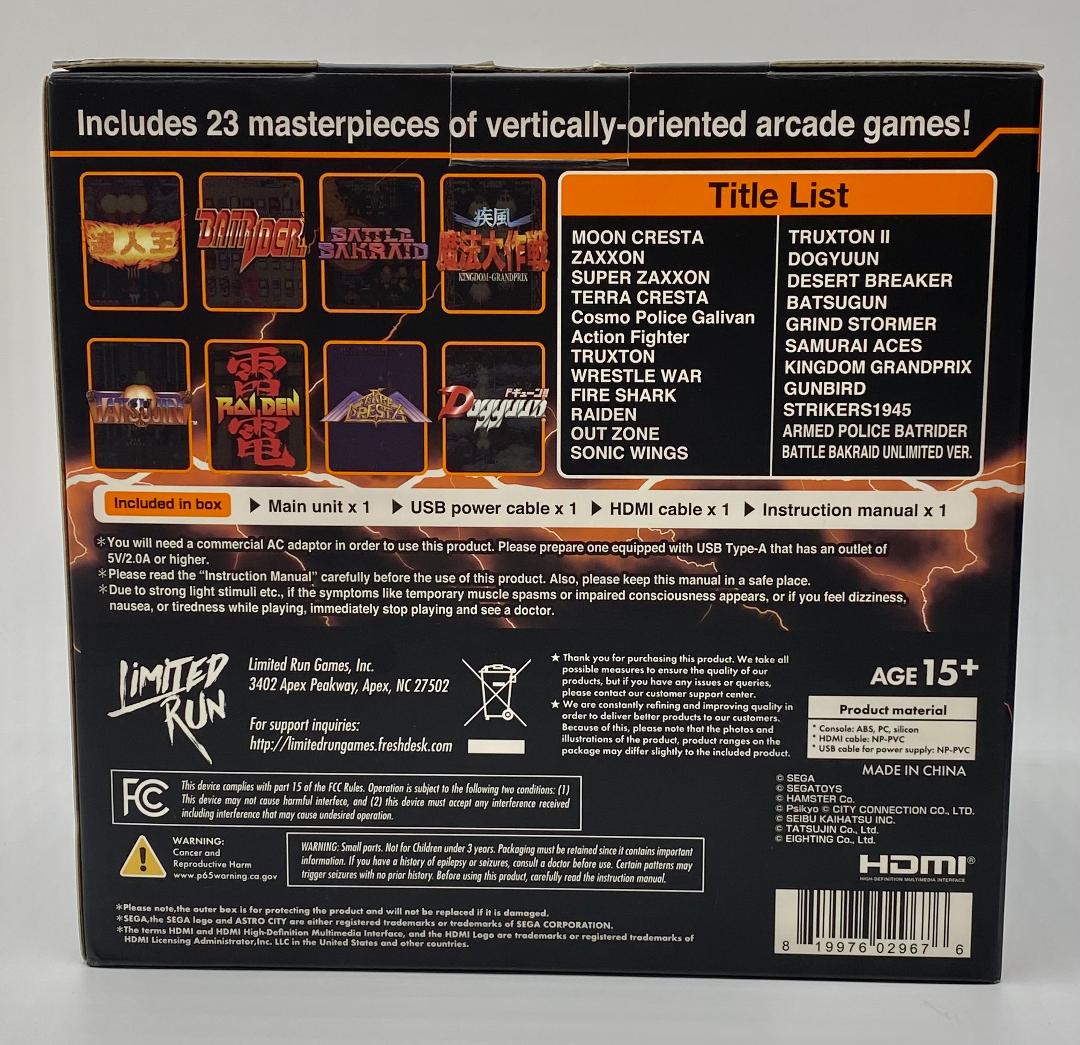 Includes 23 masterpieces of vertically-oriented arcade games!
達人王
BATRIDER
BATTLE
BAKRAID
疾風
魔法大作戦
KINGDOM-GRANDPRIX
TATSUJIN
雷
RAIDEN
電
TERRA
CRESTA
ドギューン!!
Dogyuun
Title List
MOON CRESTA
ZAXXON
SUPER ZAXXON
TERRA CRESTA
Cosmo Police Galivan
Action Fighter
TRUXTON
WRESTLE WAR
FIRE SHARK
RAIDEN
OUT ZONE
SONIC WINGS
TRUXTON II
DOGYUUN
DESERT BREAKER
BATSUGUN
GRIND STORMER
SAMURAI ACES
KINGDOM GRANDPRIX
GUNBIRD
STRIKERS1945
ARMED POLICE BATRIDER
BATTLE BAKRAID UNLIMITED VER.
Included in box ▶ Main unit x 1 ▶ USB power cable x 1 ▶ HDMI cable x 1 ▶ Instruction manual x 1
*You will need a commercial AC adaptor in order to use this product. Please prepare one equipped with USB Type-A that has an outlet of
5V/2.0A or higher.
*Please read the “Instruction Manual” carefully before the use of this product. Also, please keep this manual in a safe place.
*Due to strong light stimuli etc., if the symptoms like temporary muscle spasms or impaired consciousness appears, or if you feel dizziness,
nausea, or tiredness while playing, immediately stop playing and see a doctor.
LIMITED
RUN
Limited Run Games, Inc.
3402 Apex Peakway, Apex, NC 27502
For support inquiries:
http://limitedrungames.freshdesk.com
★ Thank you for purchasing this product. We take all
possible measures to ensure the quality of our
products, but if you have any issues or queries,
please contact our customer support center.
★ We are constantly refining and improving quality in
order to deliver better products to our customers.
Because of this, please note that the photos and
illustrations of the product, product ranges on the
package may differ slightly to the included product.
AGE 15+
Product material
* Console: ABS, PC, silicon
* HDMI cable: NP-PVC
* USB cable for power supply: NP-PVC
MADE IN CHINA
FC
This device complies with part 15 of the FCC Rules. Operation is subject to the following two conditions: (1)
This device may not cause harmful interfece, and (2) this device must accept any interference received
including interference that may cause undesired operation.
© SEGA
© SEGATOYS
© HAMSTER Co.
© Psikyo © CITY CONNECTION CO., LTD.
© SEIBU KAIHATSU INC.
© TATSUJIN Co., Ltd.
© EIGHTING Co., Ltd.
WARNING:
Cancer and
Reproductive Harm
www.p65warning.ca.gov
WARNING: Small parts. Not for Children under 3 years. Packaging must be retained since it contains important
information. If you have a history of epilepsy or seizures, consult a doctor before use. Certain patterns may
trigger seizures with no prior history. Before using this product, carefully read the instruction manual.
HDMI®
HIGH-DEFINITION MULTIMEDIA INTERFACE
*Please note,the outer box is for protecting the product and will not be replaced if it is damaged.
*SEGA,the SEGA logo and ASTRO CITY are either registered trademarks or trademarks of SEGA CORPORATION.
*The terms HDMI and HDMI High-Definition Multimedia Interface, and the HDMI Logo are trademarks or registered trademarks of
HDMI Licensing Administrator,Inc. LLC in the United States and other countries.
8 19976 02967 6